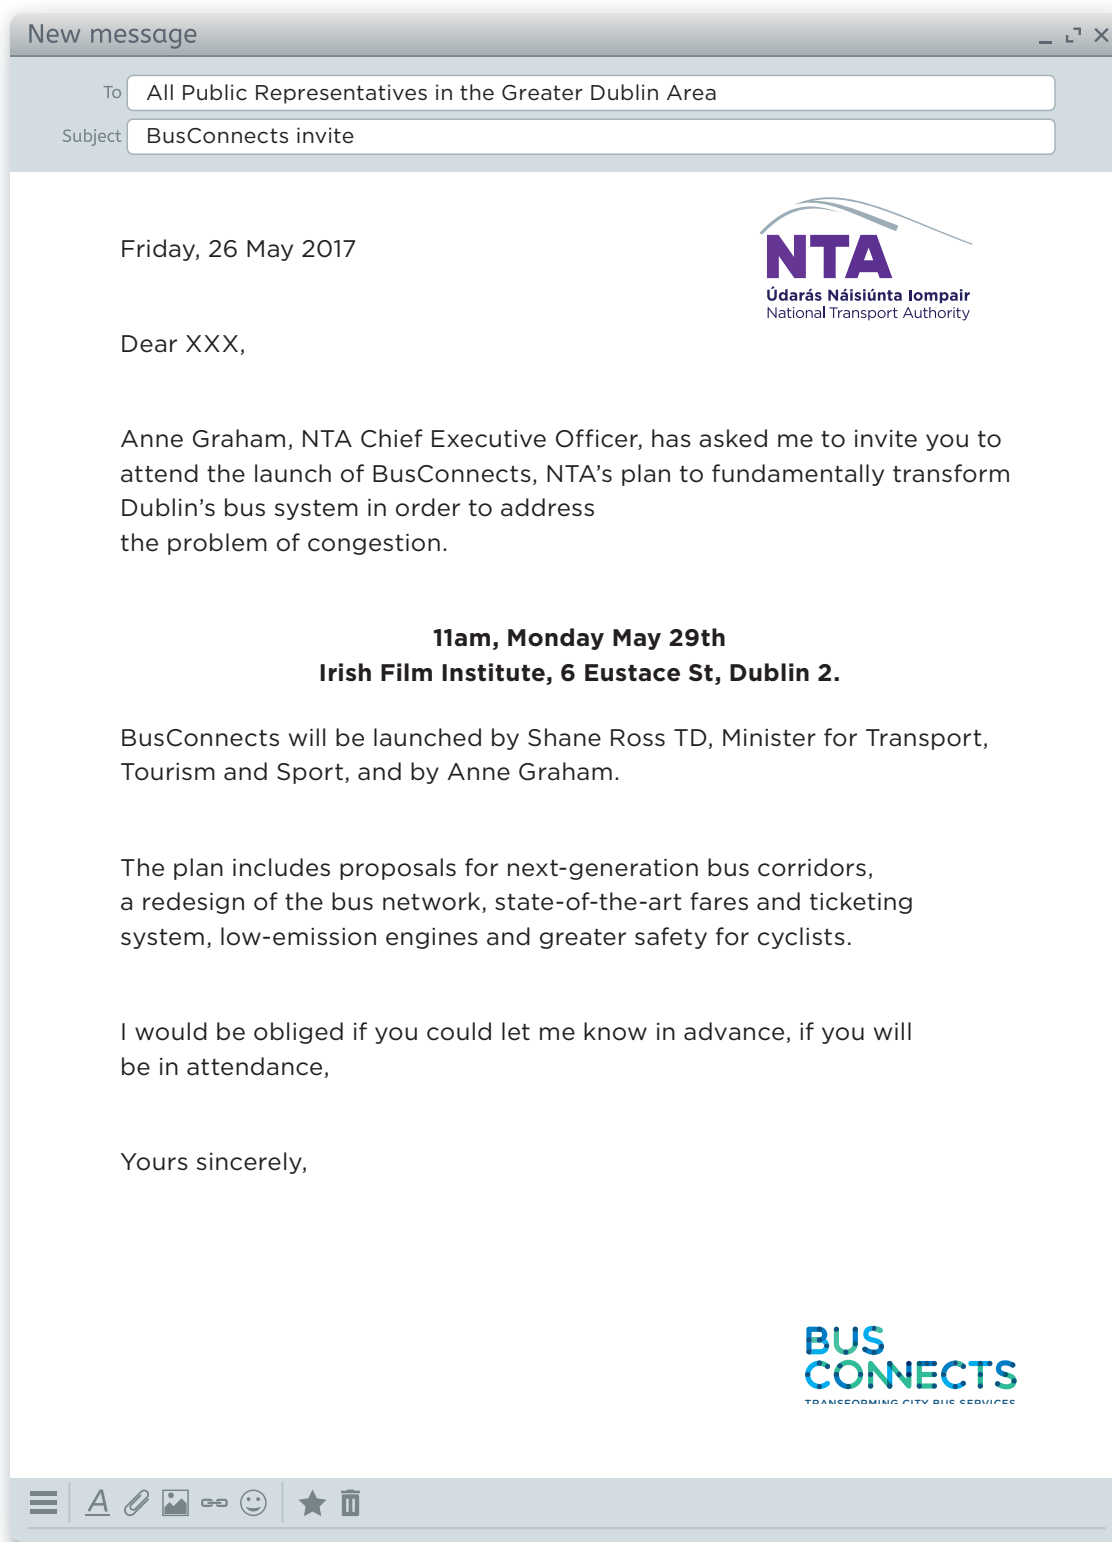 New message
To All Public Representatives in the Greater Dublin Area
Subject BusConnects invite
NTA
Údarás Náisiúnta Iompair
National Transport Authority
Friday, 26 May 2017
Dear XXX,
Anne Graham, NTA Chief Executive Officer, has asked me to invite you to
attend the launch of BusConnects, NTA’s plan to fundamentally transform
Dublin’s bus system in order to address
the problem of congestion.
11am, Monday May 29th
Irish Film Institute, 6 Eustace St, Dublin 2.
BusConnects will be launched by Shane Ross TD, Minister for Transport,
Tourism and Sport, and by Anne Graham.
The plan includes proposals for next-generation bus corridors,
a redesign of the bus network, state-of-the-art fares and ticketing
system, low-emission engines and greater safety for cyclists.
I would be obliged if you could let me know in advance, if you will
be in attendance,
Yours sincerely,
BUS
CONNECTS
TRANSFORMING CITY BUS SERVICES
A